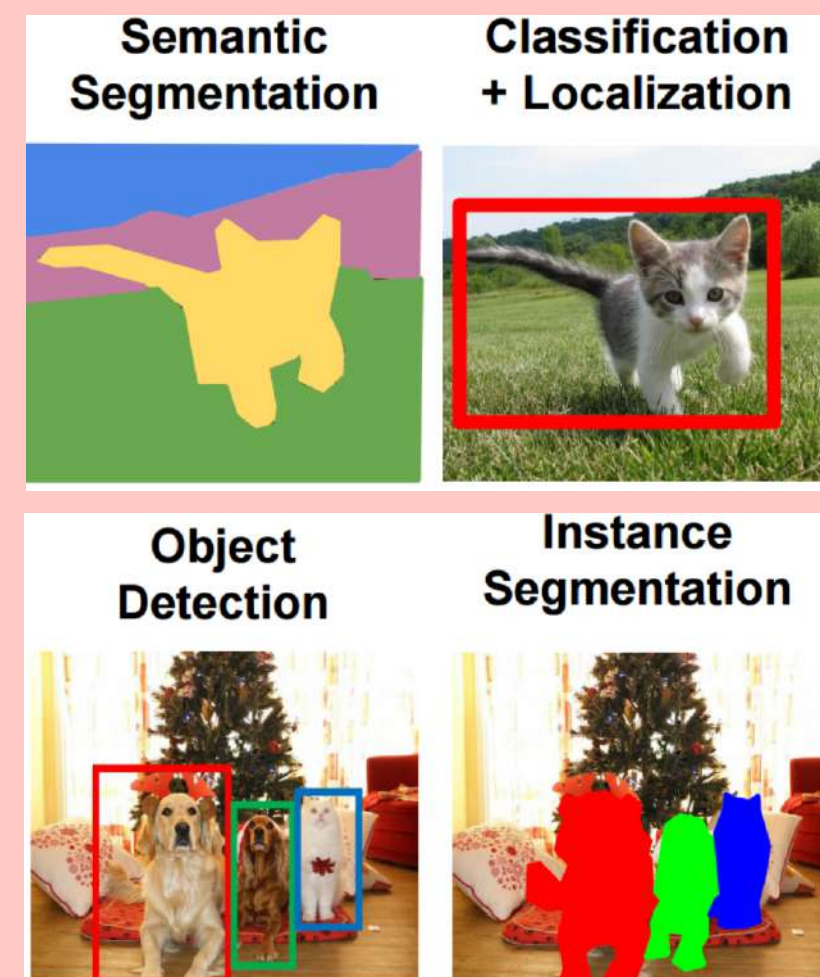 Semantic
Segmentation
Classification
+ Localization
Object
Detection
Instance
Segmentation